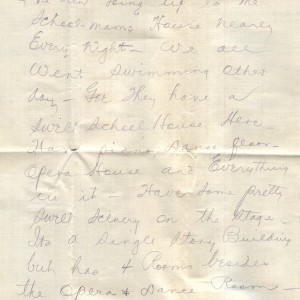 going up to the
School mams House nearly
Every Night – We all
Went Swimming Other
day – Gee They have a
Swell School House Here –
Has piano Dance floor –
Opera House and Everything
in it – Have Some pretty
Swell Scenery on the Stage –
Its a Single Story Building
but has 4 Rooms besides
the Opera & Dance Room –